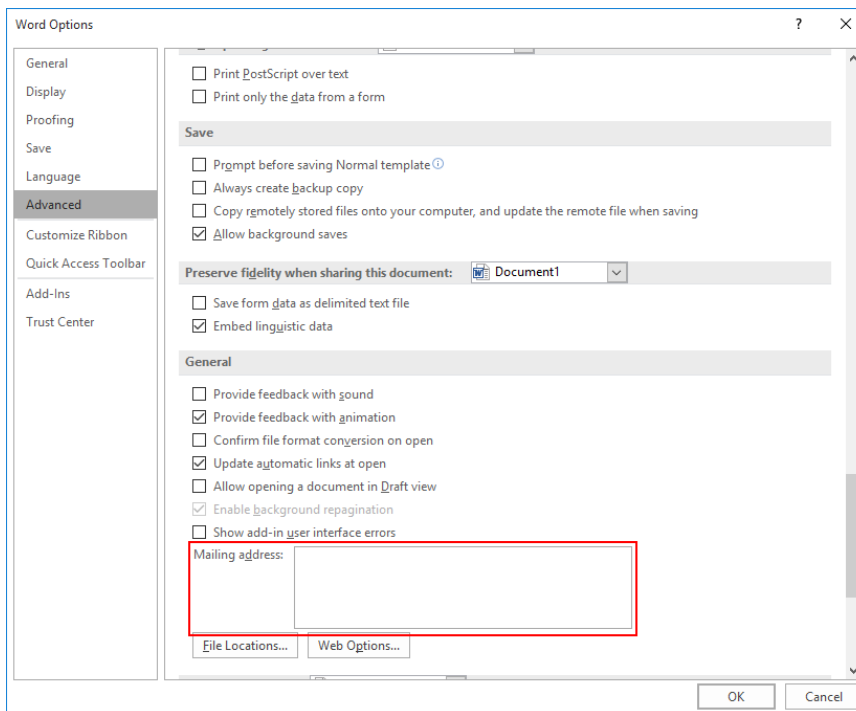 Word Options
?
General
Display
Proofing
Save
Language
Advanced
Customize Ribbon
Quick Access Toolbar
Add-Ins
Trust Center
Print PostScript over text
Print only the data from a form
Save
Prompt before saving Normal template
Always create backup copy
Copy remotely stored files onto your computer, and update the remote file when saving
Allow background saves
Preserve fidelity when sharing this document: Document1
Save form data as delimited text file
Embed linguistic data
General
Provide feedback with sound
Provide feedback with animation
Confirm file format conversion on open
Update automatic links at open
Allow opening a document in Draft view
Enable background repagination
Show add-in user interface errors
Mailing address:
File Locations... Web Options...
OK Cancel